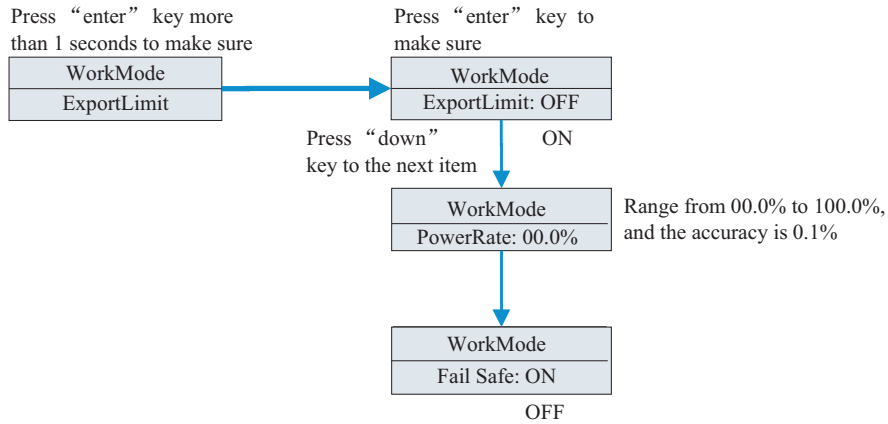 Press “enter” key more
than 1 seconds to make sure
WorkMode
ExportLimit
Press “enter” key to
make sure
WorkMode
ExportLimit: OFF
ON
Press “down”
key to the next item
WorkMode
PowerRate: 00.0%
Range from 00.0% to 100.0%,
and the accuracy is 0.1%
WorkMode
Fail Safe: ON
OFF